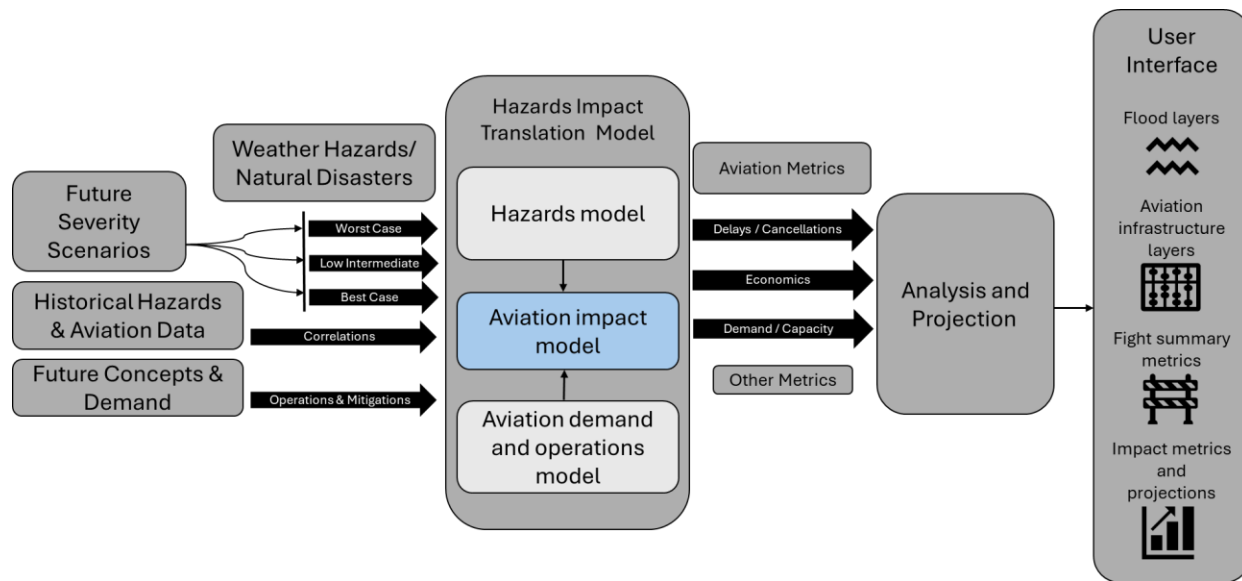 Future
Severity
Scenarios
Historical Hazards
& Aviation Data
Future Concepts &
Demand
Weather Hazards/
Natural Disasters
Worst Case
Low Intermediate
Best Case
Correlations
Operations & Mitigations
Hazards Impact
Translation Model
Hazards model
Aviation impact
model
Aviation demand
and operations
model
Aviation Metrics
Delays / Cancellations
Economics
Demand / Capacity
Other Metrics
Analysis and
Projection
User
Interface
Flood layers
Aviation
infrastructure
layers
Fight summary
metrics
Impact metrics
and
projections